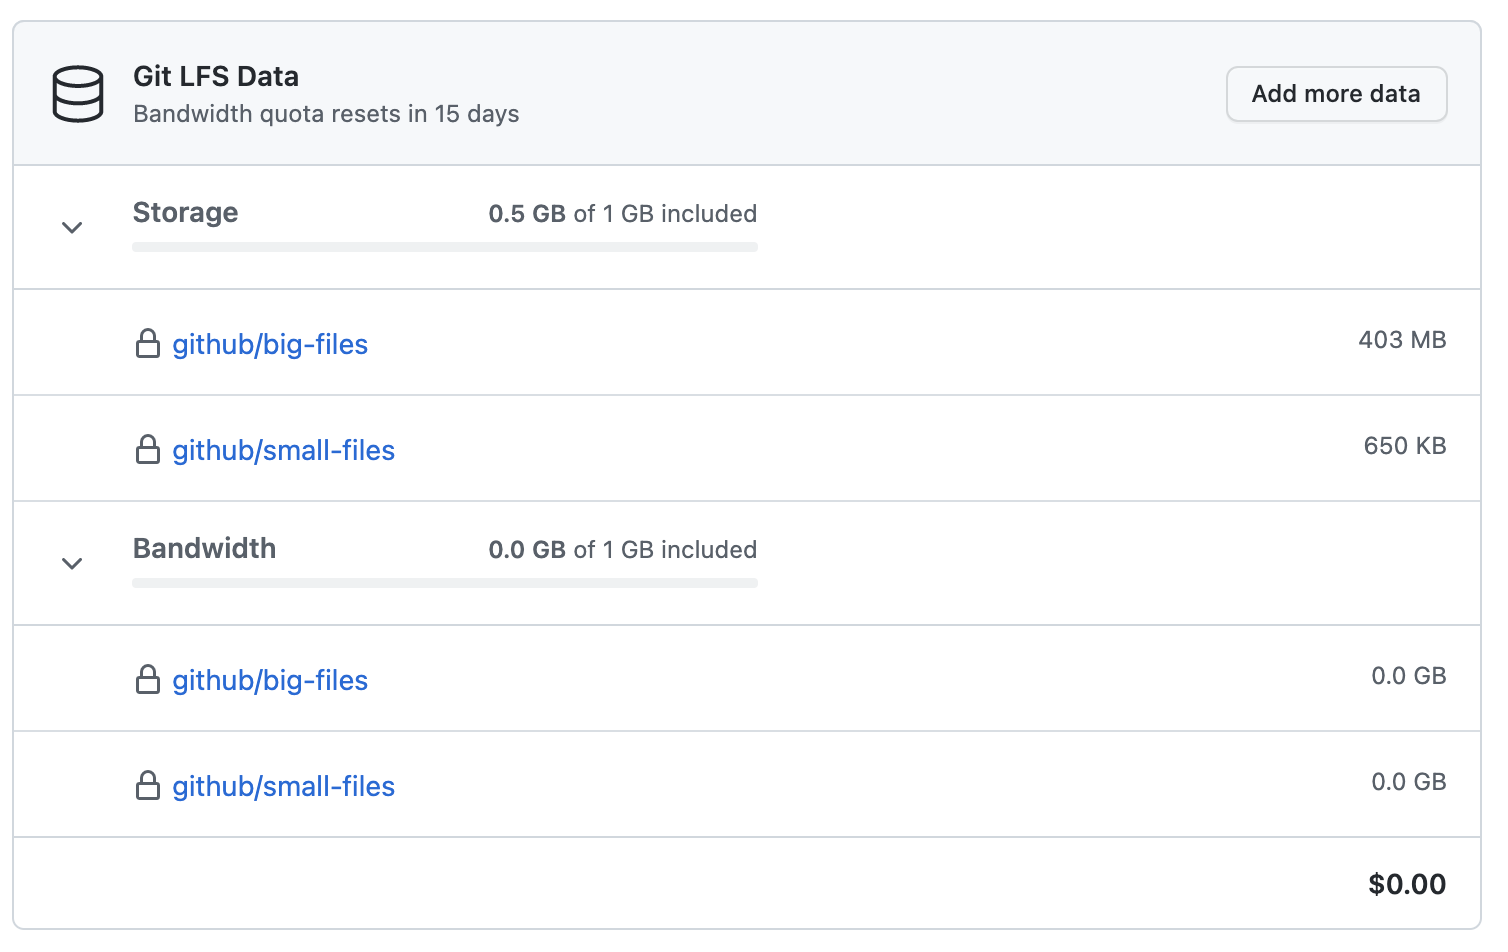 Git LFS Data
Bandwidth quota resets in 15 days
Add more data
Storage 0.5 GB of 1 GB included
github/big-files 403 MB
github/small-files 650 KB
Bandwidth 0.0 GB of 1 GB included
github/big-files 0.0 GB
github/small-files 0.0 GB
$0.00